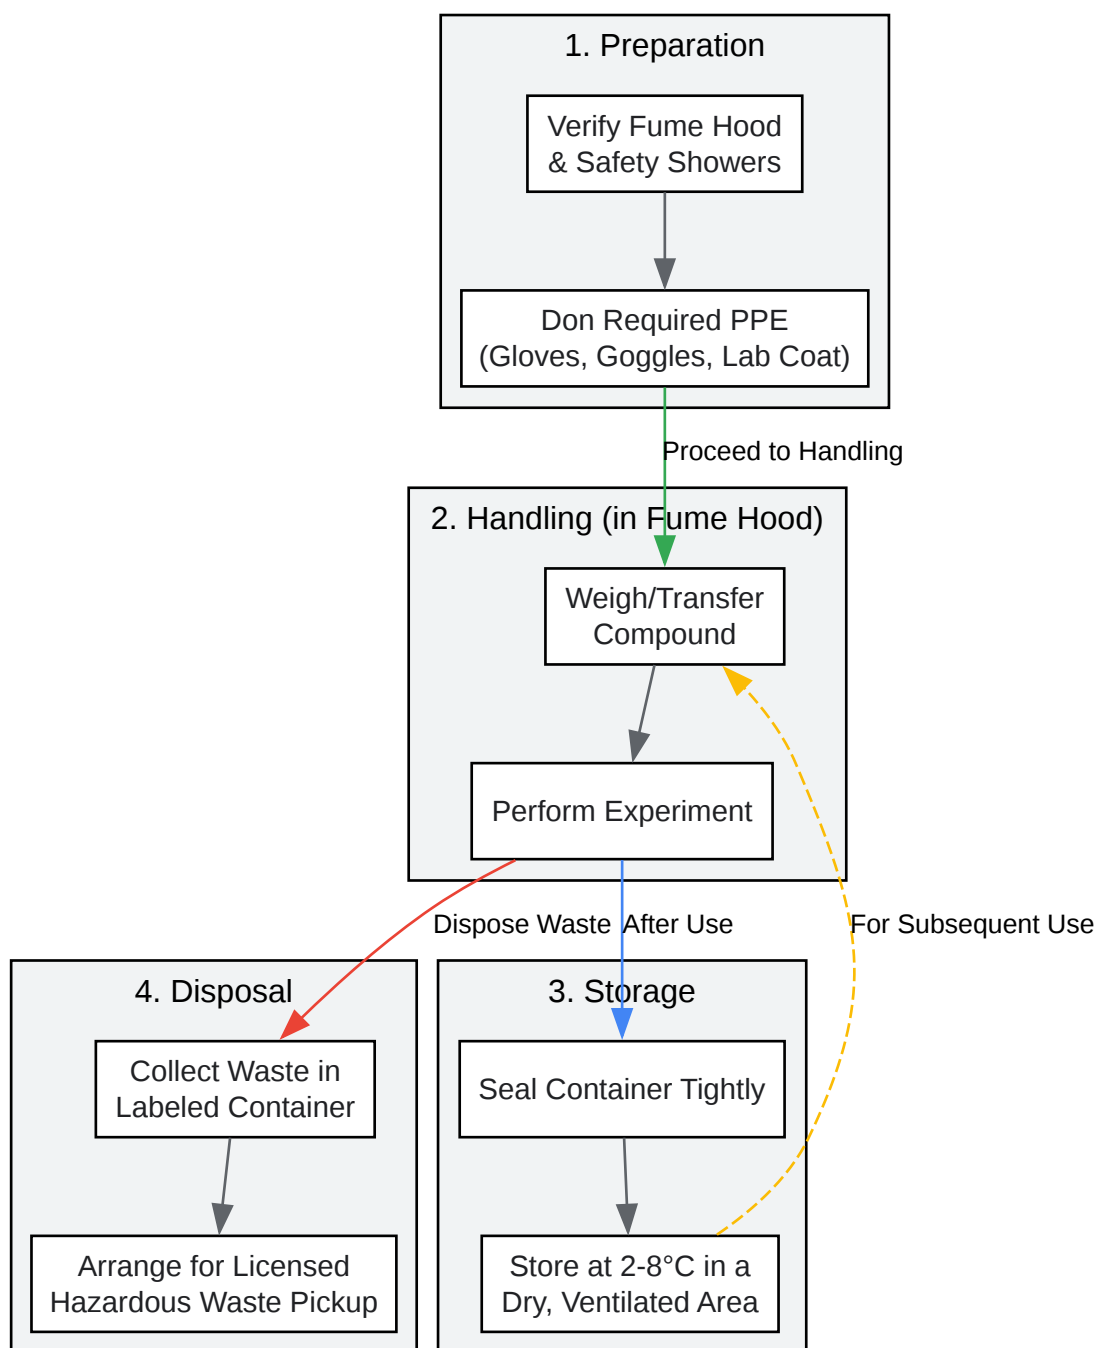 1. Preparation
Verify Fume Hood
& Safety Showers
Don Required PPE
(Gloves, Goggles, Lab Coat)
Proceed to Handling
2. Handling (in Fume Hood)
Weigh/Transfer
Compound
Perform Experiment
Dispose Waste
After Use
For Subsequent Use
4. Disposal
Collect Waste in
Labeled Container
Arrange for Licensed
Hazardous Waste Pickup
3. Storage
Seal Container Tightly
Store at 2-8°C in a
Dry, Ventilated Area